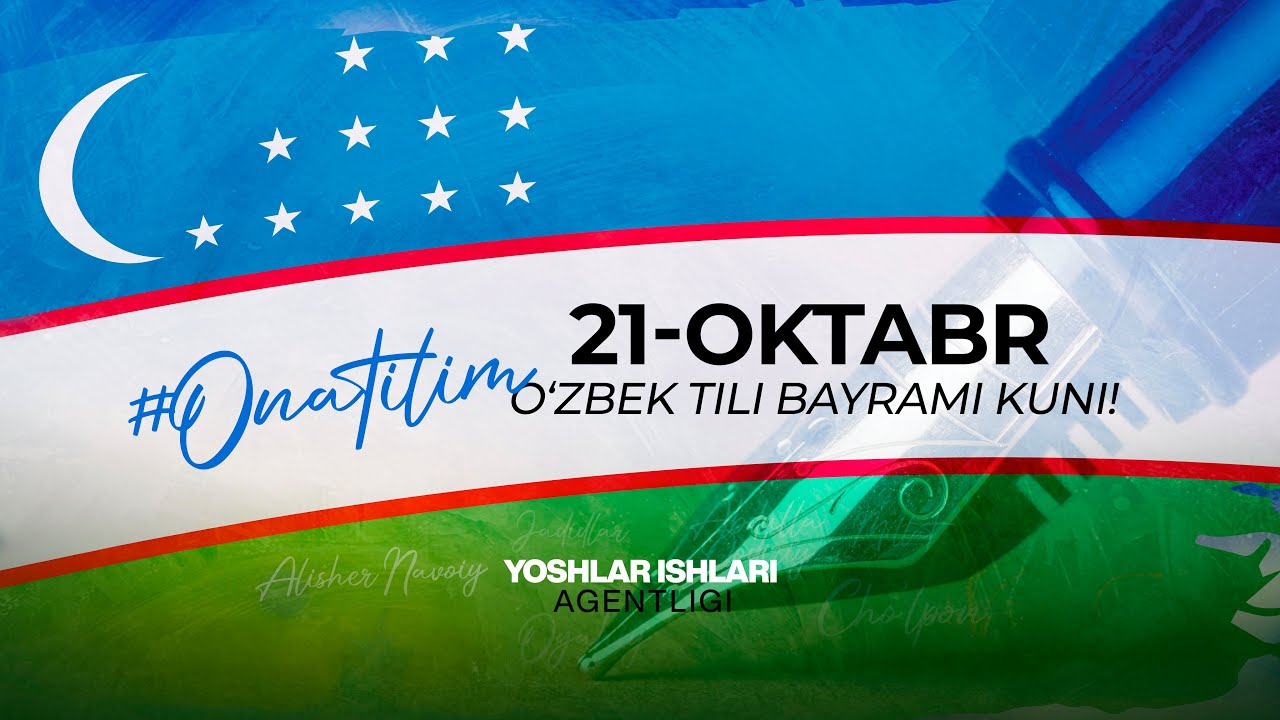 21-OKTABR
#Onatilim
O‘ZBEK TILI BAYRAMI KUNI!
Jadidlar
Alisher Navoiy
YOSHLAR ISHLARI
AGENTLIGI
Cho'lpon